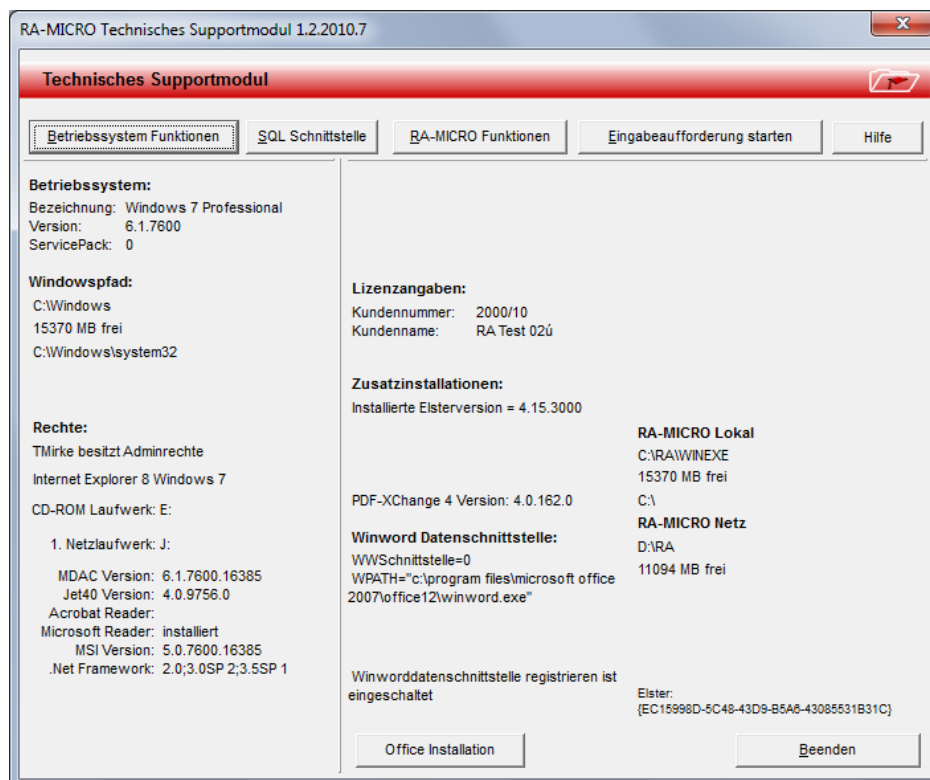 RA-MICRO Technisches Supportmodul 1.2.2010.7
Technisches Supportmodul
Betriebssystem Funktionen
SQL Schnittstelle
RA-MICRO Funktionen
Eingabeaufforderung starten
Hilfe
Betriebssystem:
Bezeichnung: Windows 7 Professional
Version: 6.1.7600
ServicePack: 0
Windowspfad:
C:\Windows
15370 MB frei
C:\Windows\system32
Rechte:
TMirke besitzt Adminrechte
Internet Explorer 8 Windows 7
CD-ROM Laufwerk: E:
1. Netzlaufwerk: J:
MDAC Version: 6.1.7600.16385
Jet40 Version: 4.0.9756.0
Acrobat Reader:
Microsoft Reader: installiert
MSI Version: 5.0.7600.16385
.Net Framework: 2.0;3.0SP 2;3.5SP 1
Lizenzangaben:
Kundennummer: 2000/10
Kundenname: RA Test 02ú
Zusatzinstallationen:
Installierte Elsterversion = 4.15.3000
PDF-XChange 4 Version: 4.0.162.0
Winword Datenschnittstelle:
WWSchnittstelle=0
WPATH="c:\program files\microsoft office
2007\office12\winword.exe"
Winworddatenschnittstelle registrieren ist
eingeschaltet
Office Installation
RA-MICRO Lokal
C:\RA\WINEXE
15370 MB frei
C:\
RA-MICRO Netz
D:\RA
11094 MB frei
Elster:
{EC15998D-5C48-43D9-B5A6-43085531B31C}
Beenden